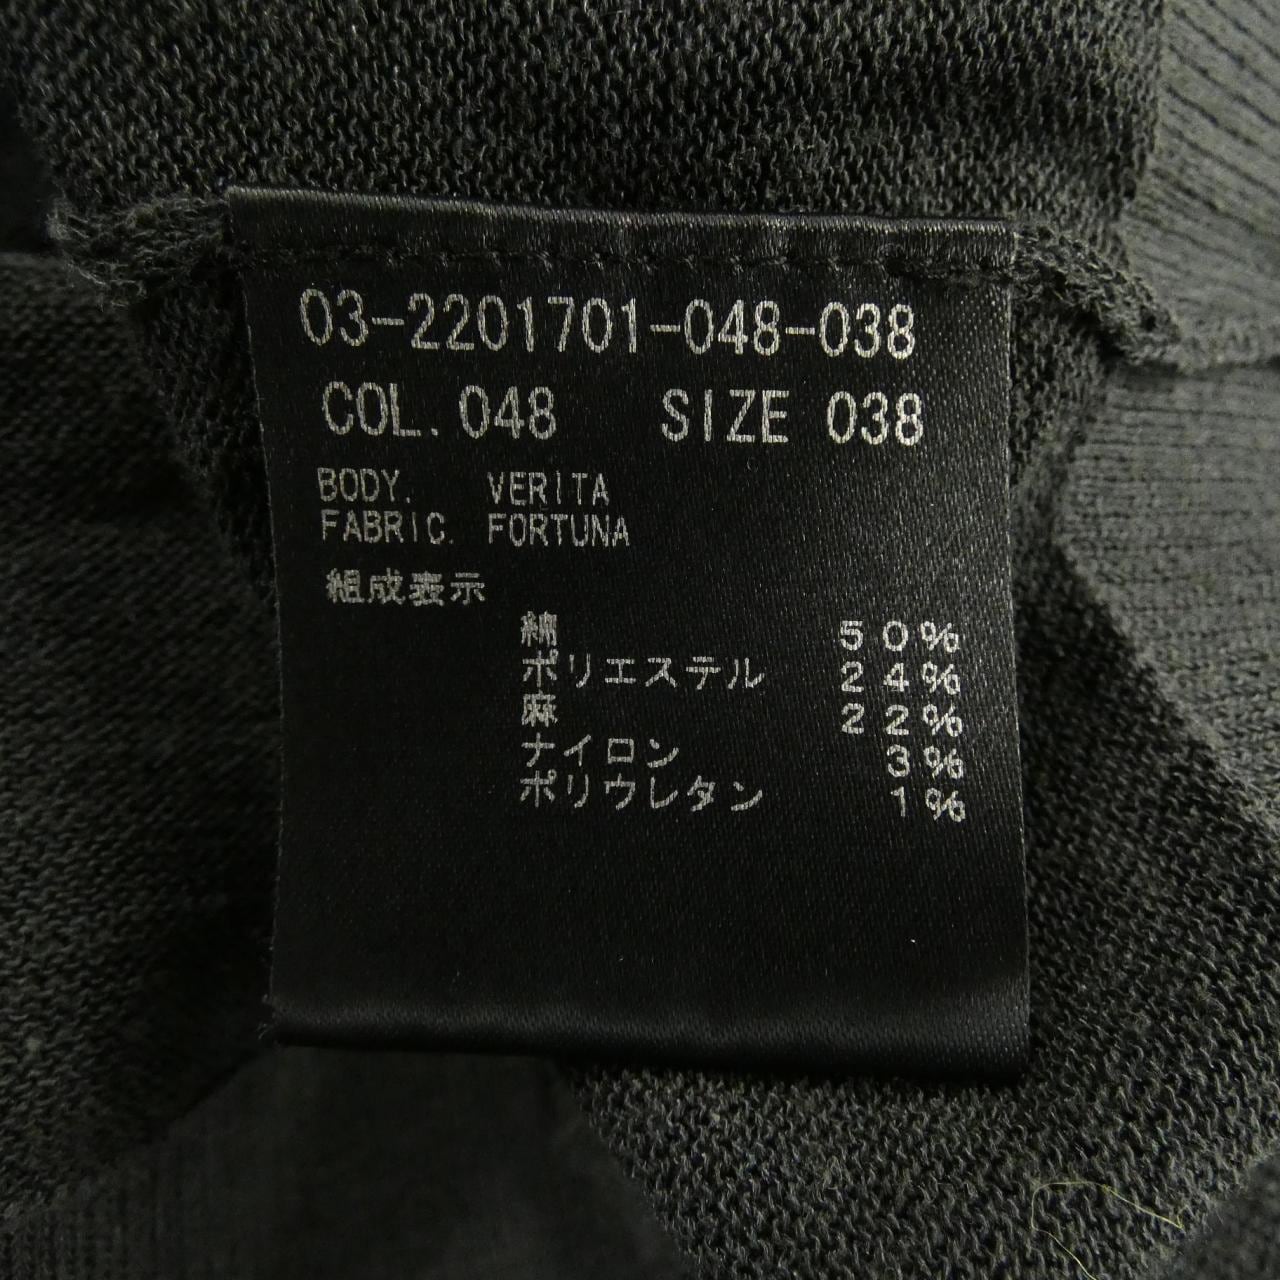 03-2201701-048-038
COL. 048 SIZE 038
BODY. VERITA
FABRIC. FORTUNA
組成表示
綿 50%
ポリエステル 24%
麻 22%
ナイロン 3%
ポリウレタン 1%